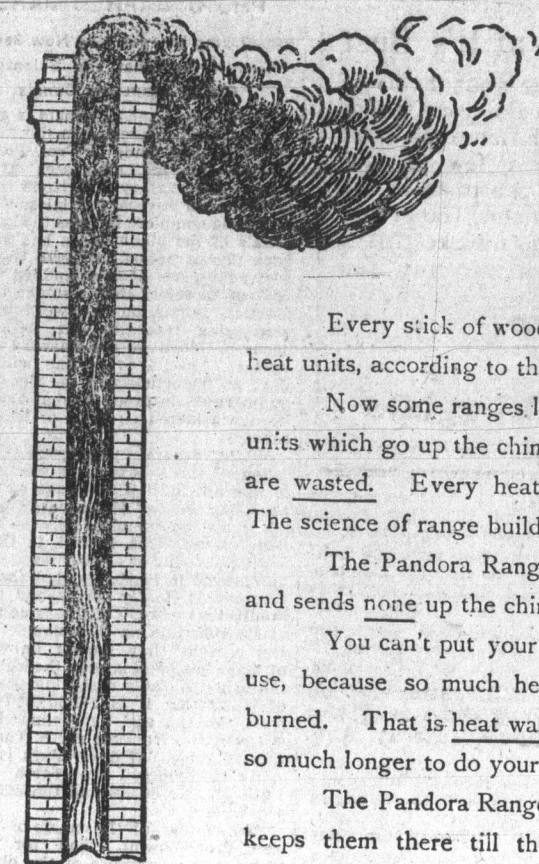 Every stick of wood
heat units, according to th
Now some ranges l
units which go up the chim
are wasted. Every heat
The science of range build
The Pandora Rang
and sends none up the chim
You can't put your
use, because so much he
burned. That is heat wa
so much longer to do your
The Pandora Range
keeps them there till th